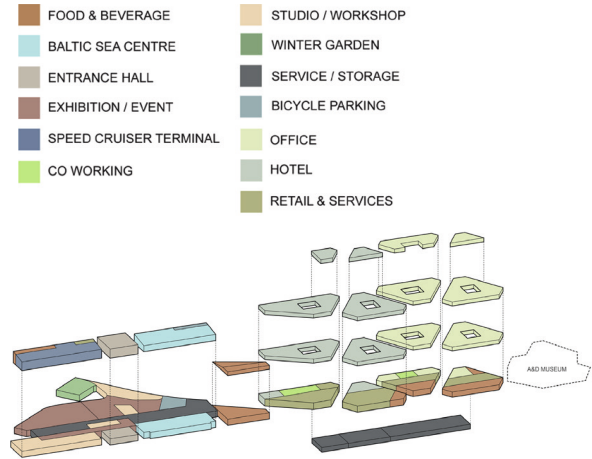 FOOD & BEVERAGE
BALTIC SEA CENTRE
ENTRANCE HALL
EXHIBITION / EVENT
SPEED CRUISER TERMINAL
CO WORKING
STUDIO / WORKSHOP
WINTER GARDEN
SERVICE / STORAGE
BICYCLE PARKING
OFFICE
HOTEL
RETAIL & SERVICES
A&D MUSEUM